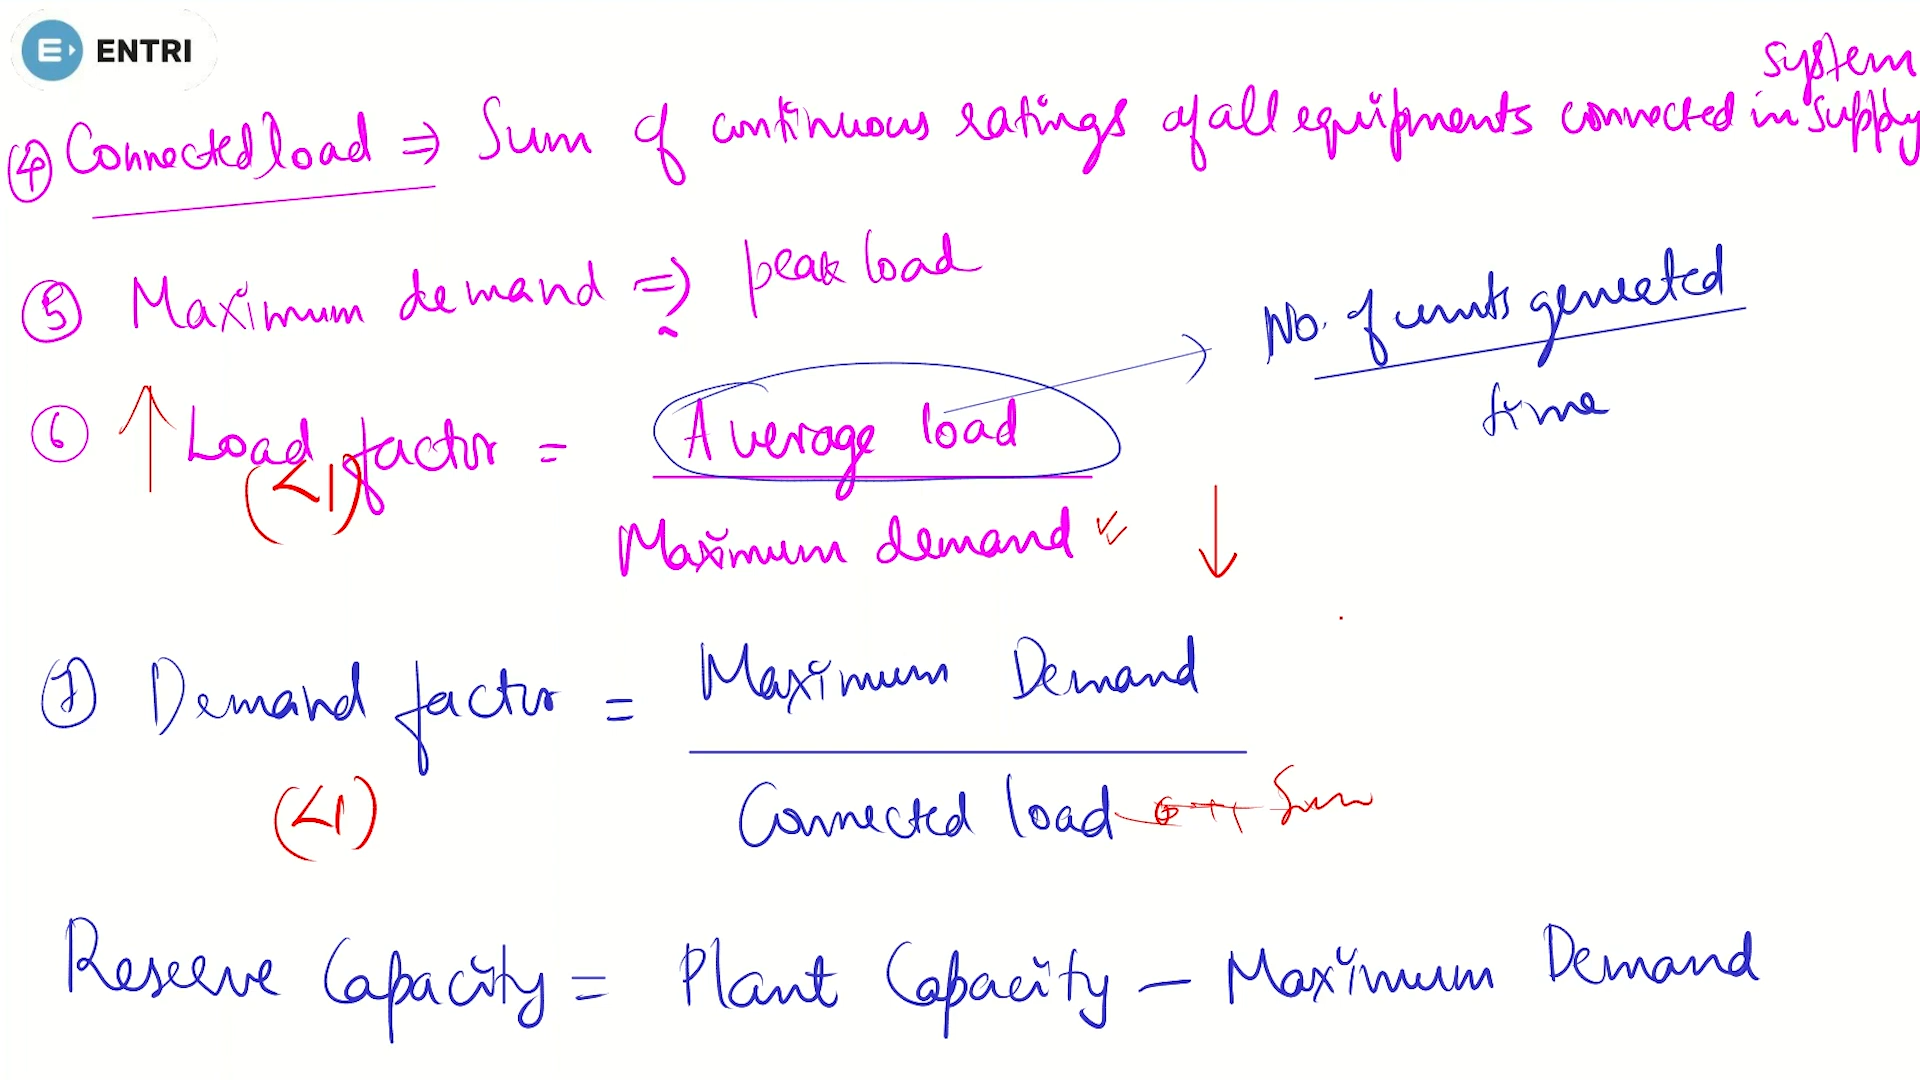 ENTRI
system
④ Connected load ⇒ Sum of continuous ratings of all equipments connected in supply
⑤ Maximum demand ⇒ peak load
No. of units generated
time
⑥ ↑ Load factor = Average load
(<1)
Maximum demand ↓
⑦ Demand factor = Maximum Demand
(<1)
Connected load Sum
Reserve Capacity = Plant Capacity – Maximum Demand